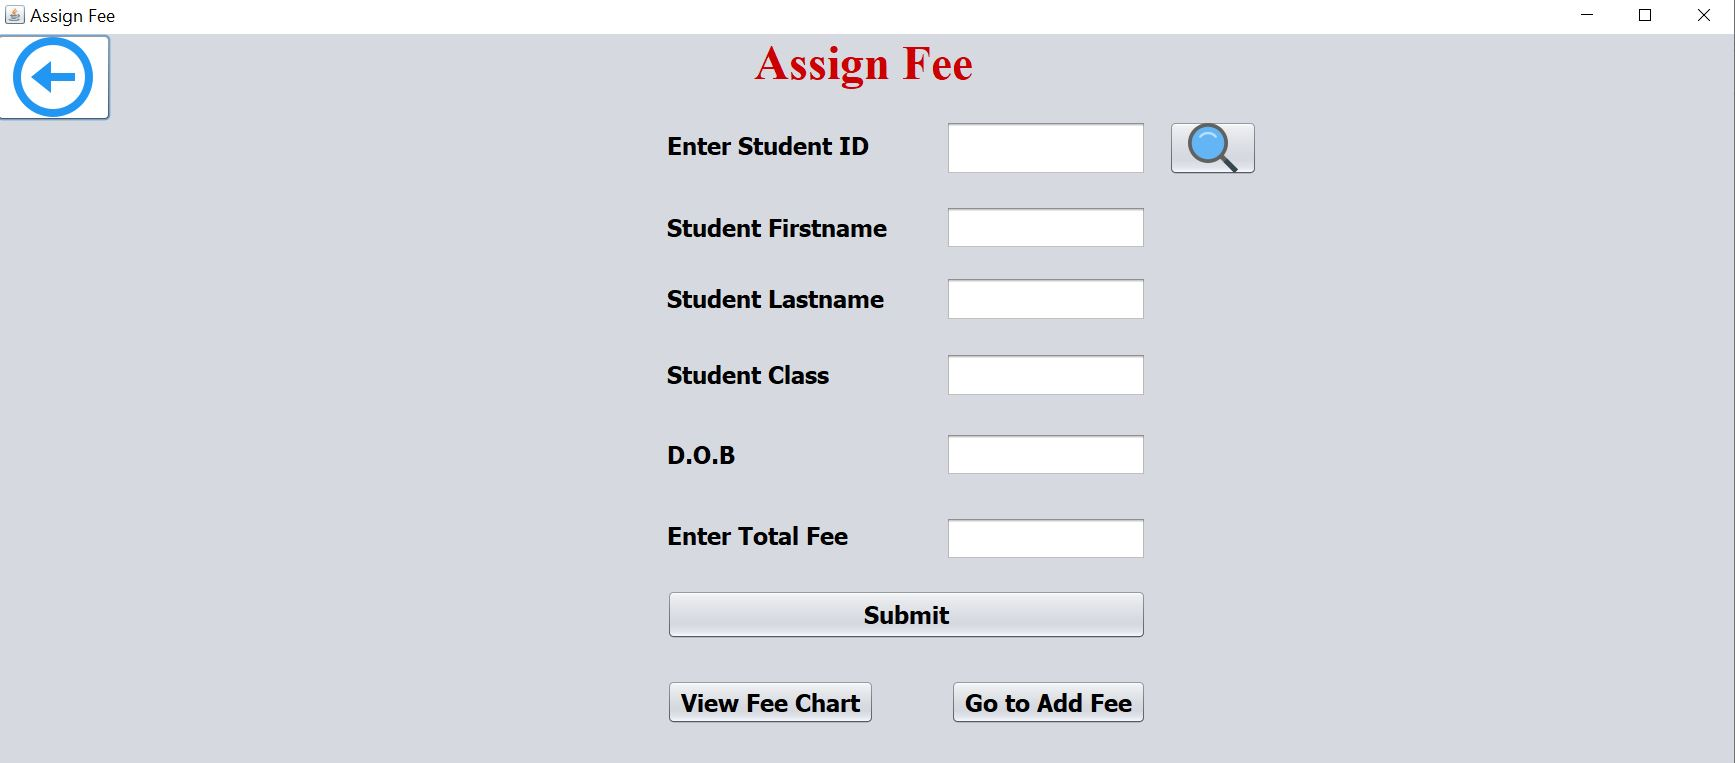 Assign Fee
Assign Fee
Enter Student ID
Student Firstname
Student Lastname
Student Class
D.O.B
Enter Total Fee
Submit
View Fee Chart
Go to Add Fee